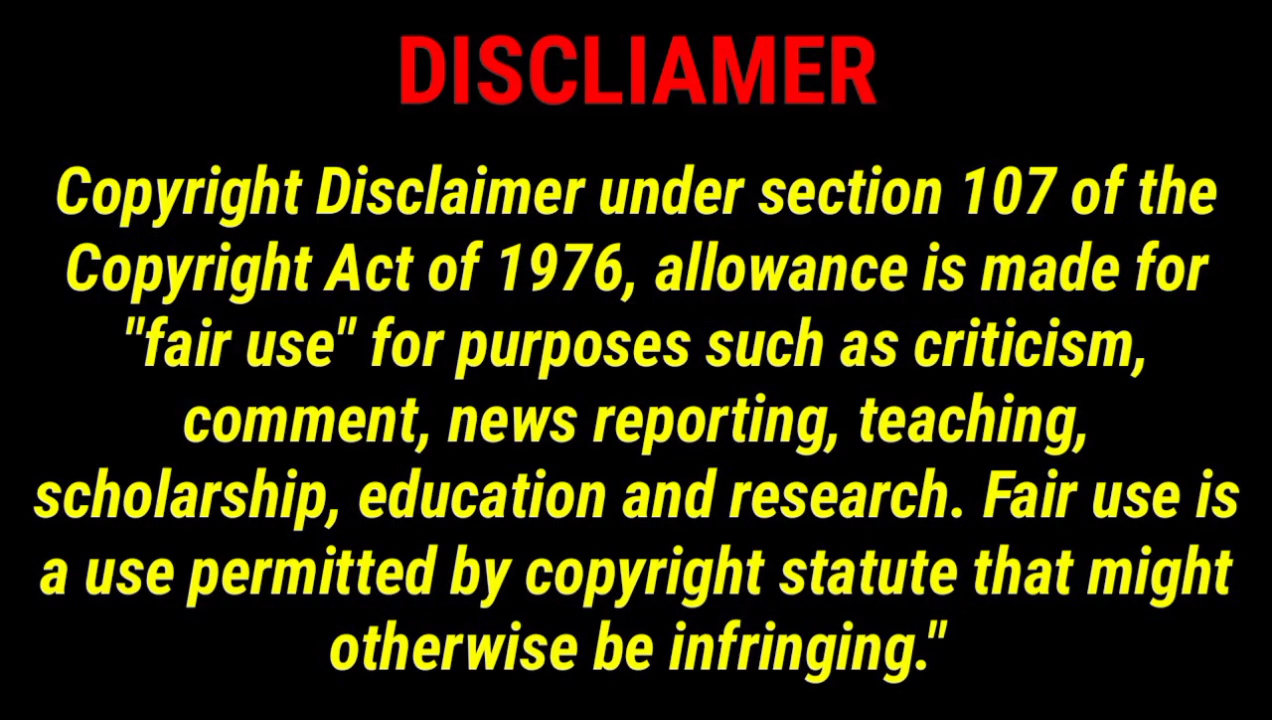 DISCLIAMER
Copyright Disclaimer under section 107 of the
Copyright Act of 1976, allowance is made for
"fair use" for purposes such as criticism,
comment, news reporting, teaching,
scholarship, education and research. Fair use is
a use permitted by copyright statute that might
otherwise be infringing."